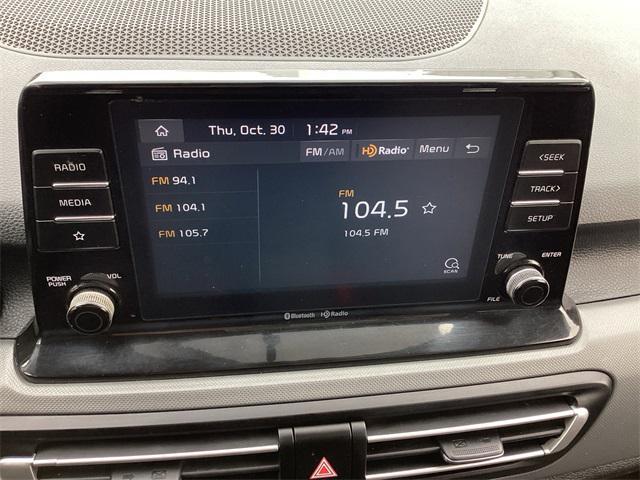 Thu, Oct. 30 1:42 PM
Radio FM/AM HD Radio® Menu
FM 94.1
FM 104.1
FM 105.7
FM
104.5
104.5 FM
SCAN
RADIO
MEDIA
POWER
PUSH
VOL
<SEEK
TRACK>
SETUP
TUNE
ENTER
FILE
Bluetooth HD Radio